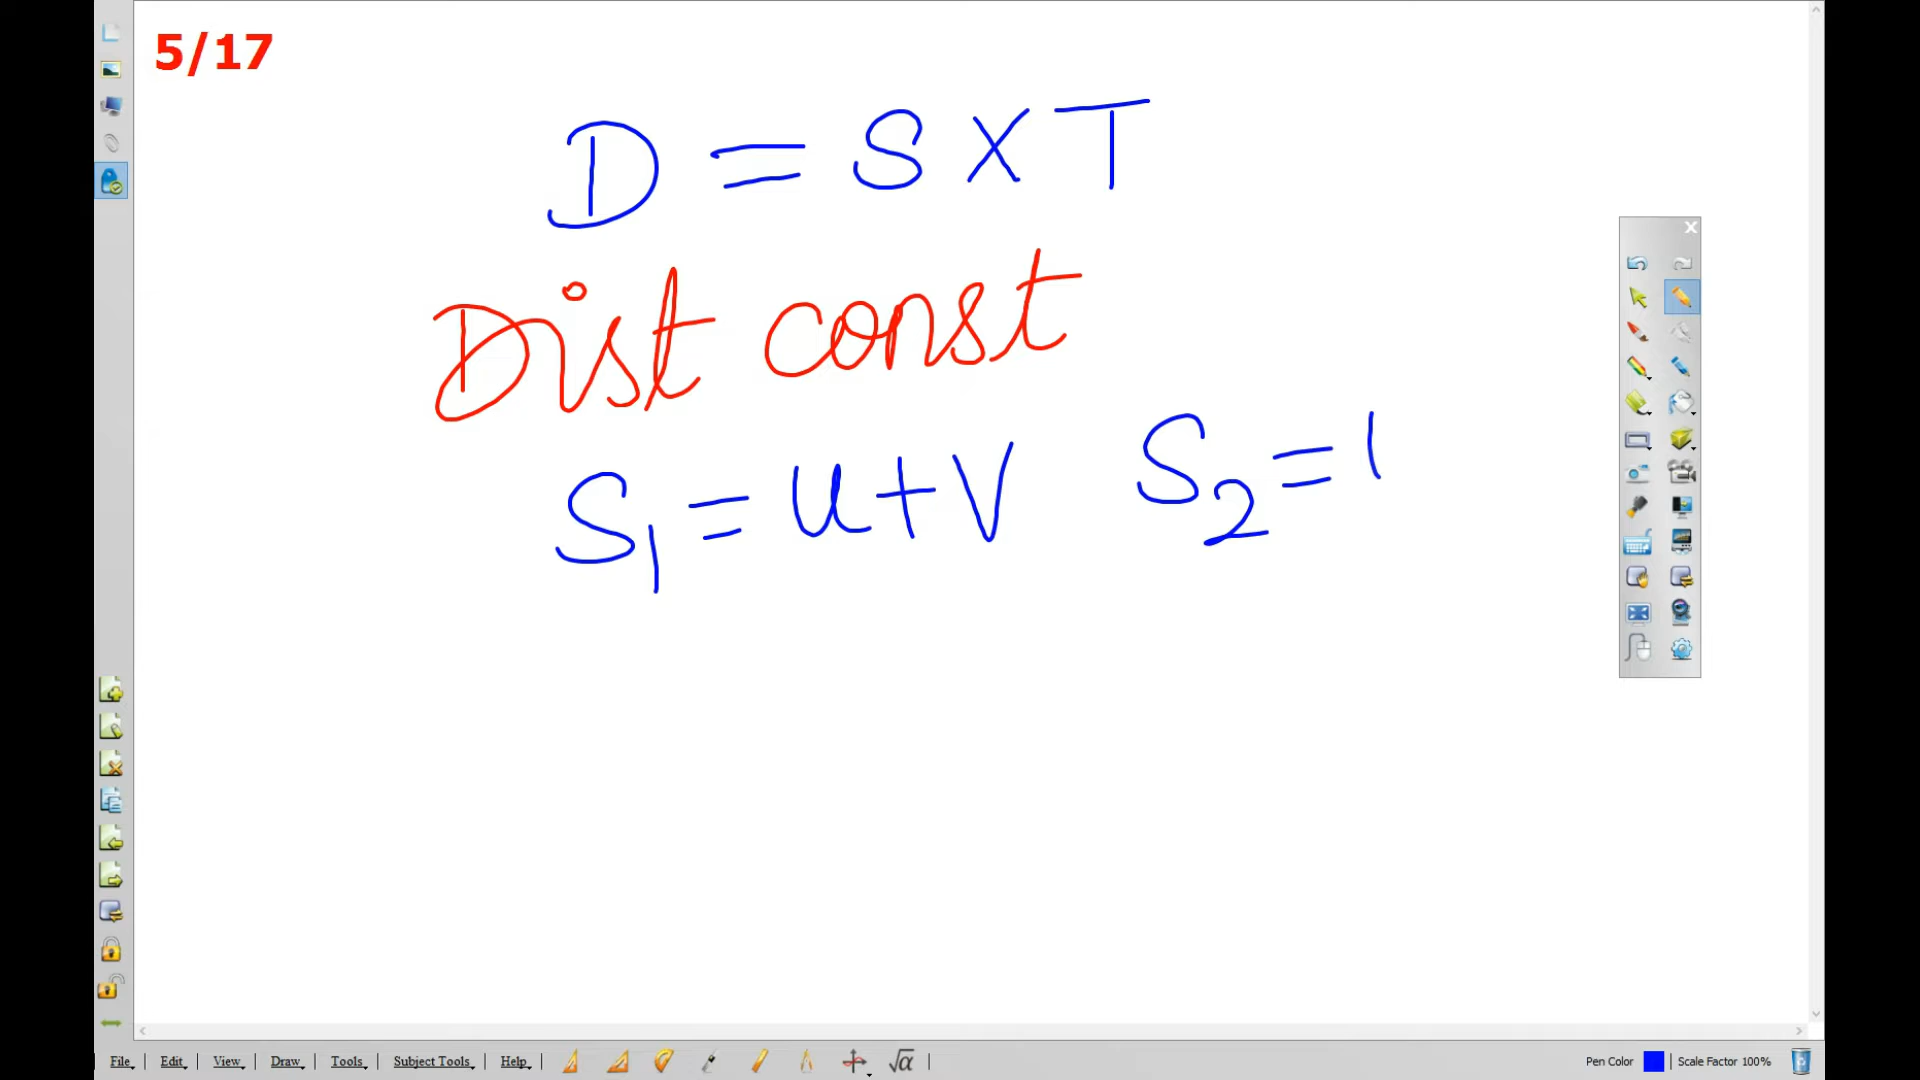 5/17
D = S X T
Dist const
S1 = u+v S2 = 1
File Edit View Draw Tools Subject Tools Help Pen Color Scale Factor 100%